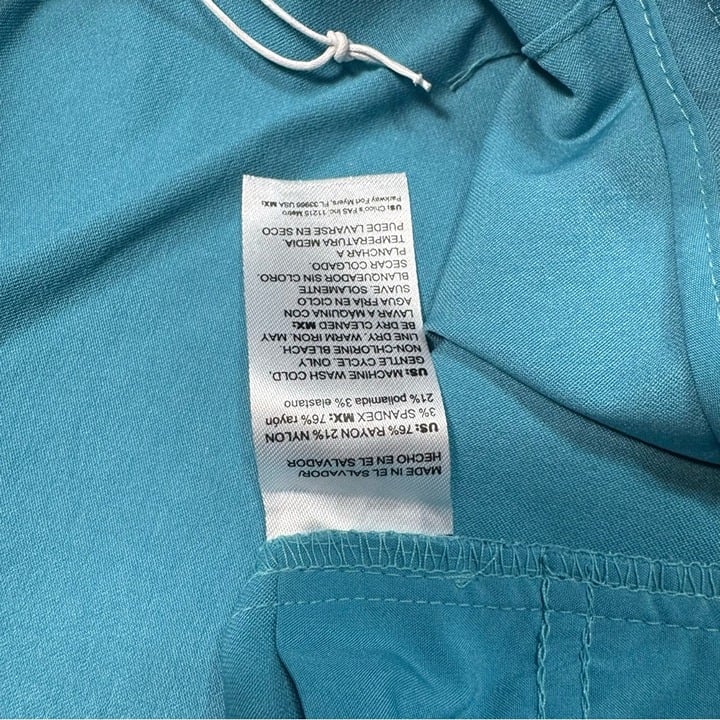 MADE IN EL SALVADOR/
HECHO EN EL SALVADOR
US: 76% RAYON 21% NYLON
3% SPANDEX MX: 76% rayón
21% poliamida 3% elastano
US: MACHINE WASH COLD.
GENTLE CYCLE. ONLY
NON-CHLORINE BLEACH.
LINE DRY. WARM IRON. MAY
BE DRY CLEANED MX:
LAVAR A MÁQUINA CON
AGUA FRÍA EN CICLO
SUAVE. SOLAMENTE
BLANQUEADOR SIN CLORO.
SECAR COLGADO.
PLANCHAR A
TEMPERATURA MEDIA
PUEDE LAVARSE EN SECO
US: Chico's FAS Inc. 11215 Metro
Parkway Fort Myers, FL 33966 USA MX: